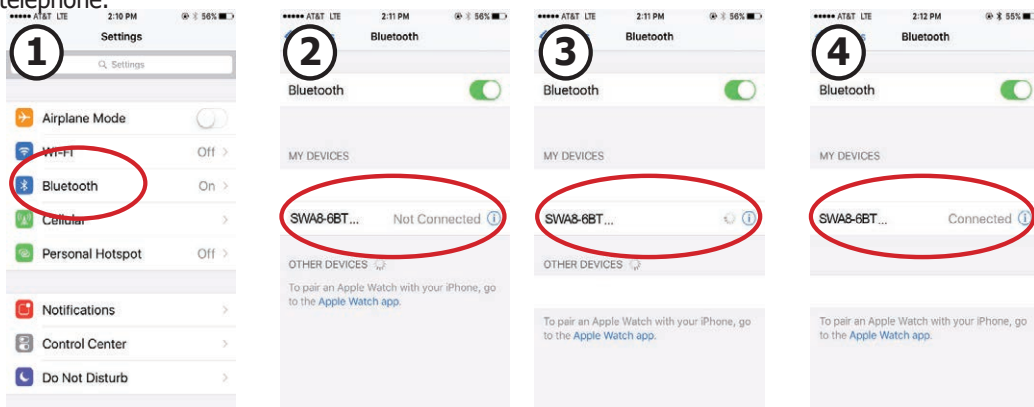 telephone.
1
AT&T LTE 2:10 PM 56%
Settings
Settings
Airplane Mode
Wi-Fi Off
Bluetooth On
Cellular
Personal Hotspot Off
Notifications
Control Center
Do Not Disturb
2
AT&T LTE 2:11 PM 56%
Bluetooth
Bluetooth
MY DEVICES
SWA8-6BT... Not Connected
OTHER DEVICES
To pair an Apple Watch with your iPhone, go
to the Apple Watch app.
3
AT&T LTE 2:11 PM 56%
Bluetooth
Bluetooth
MY DEVICES
SWA8-6BT...
OTHER DEVICES
To pair an Apple Watch with your iPhone, go
to the Apple Watch app.
4
AT&T LTE 2:12 PM 55%
Bluetooth
Bluetooth
MY DEVICES
SWA8-6BT... Connected
To pair an Apple Watch with your iPhone, go
to the Apple Watch app.